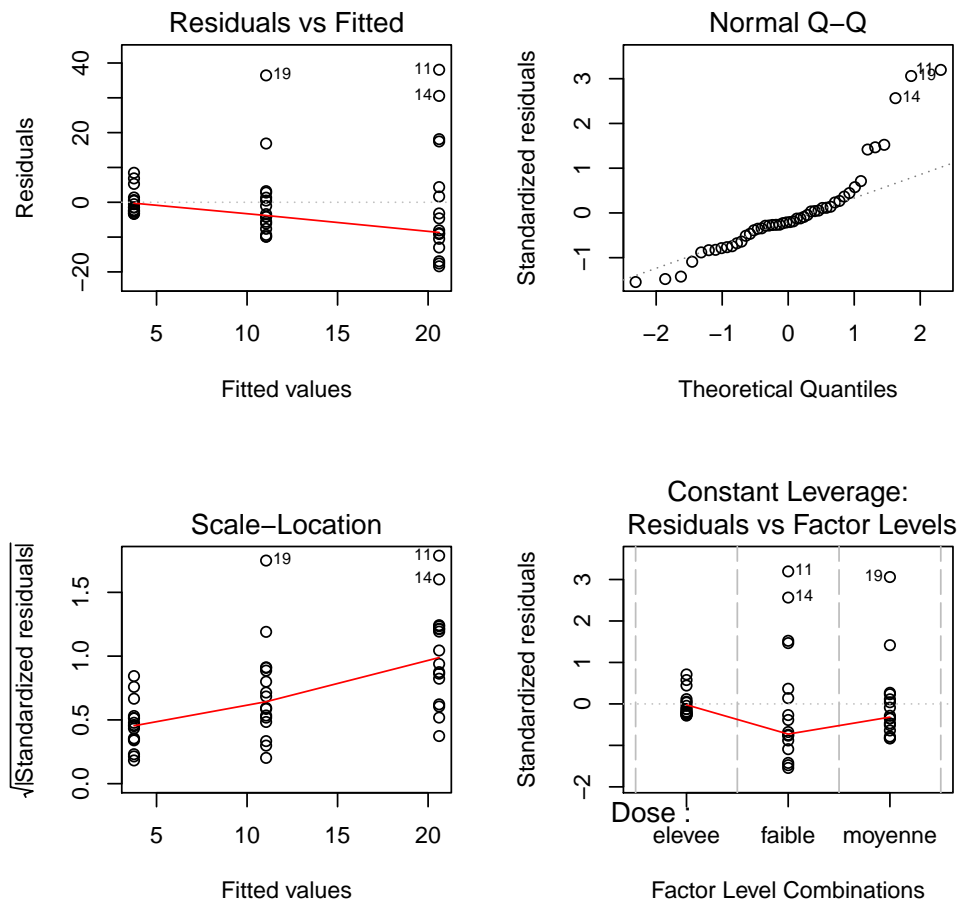 Residuals vs Fitted
Residuals
40
20
0
−20
19
11
14
5
10
15
20
Fitted values
Normal Q−Q
Standardized residuals
3
2
1
0
−1
11
19
14
−2
−1
0
1
2
Theoretical Quantiles
Scale−Location
√|Standardized residuals|
1.5
1.0
0.5
0.0
19
11
14
5
10
15
20
Fitted values
Constant Leverage:
Residuals vs Factor Levels
Standardized residuals
3
2
1
0
−2
11
14
19
Dose :
elevee
faible
moyenne
Factor Level Combinations